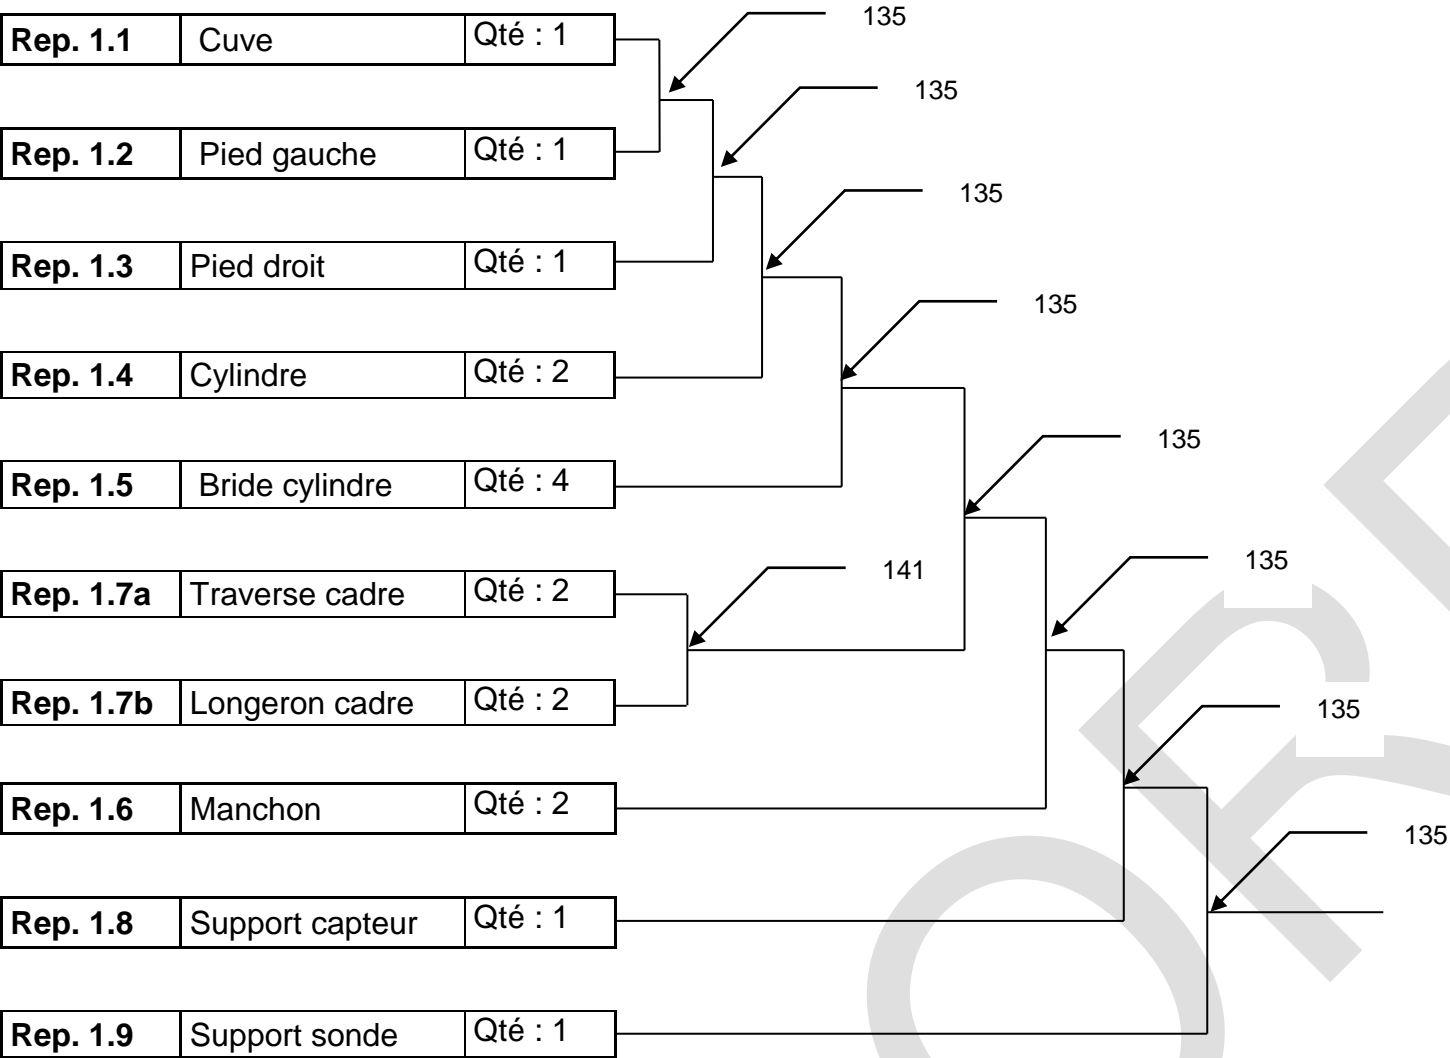 135
Rep. 1.1 Cuve Qté : 1
135
Rep. 1.2 Pied gauche Qté : 1
135
Rep. 1.3 Pied droit Qté : 1
135
Rep. 1.4 Cylindre Qté : 2
135
Rep. 1.5 Bride cylindre Qté : 4
135
141
Rep. 1.7a Traverse cadre Qté : 2
Rep. 1.7b Longeron cadre Qté : 2
135
Rep. 1.6 Manchon Qté : 2
135
Rep. 1.8 Support capteur Qté : 1
Rep. 1.9 Support sonde Qté : 1